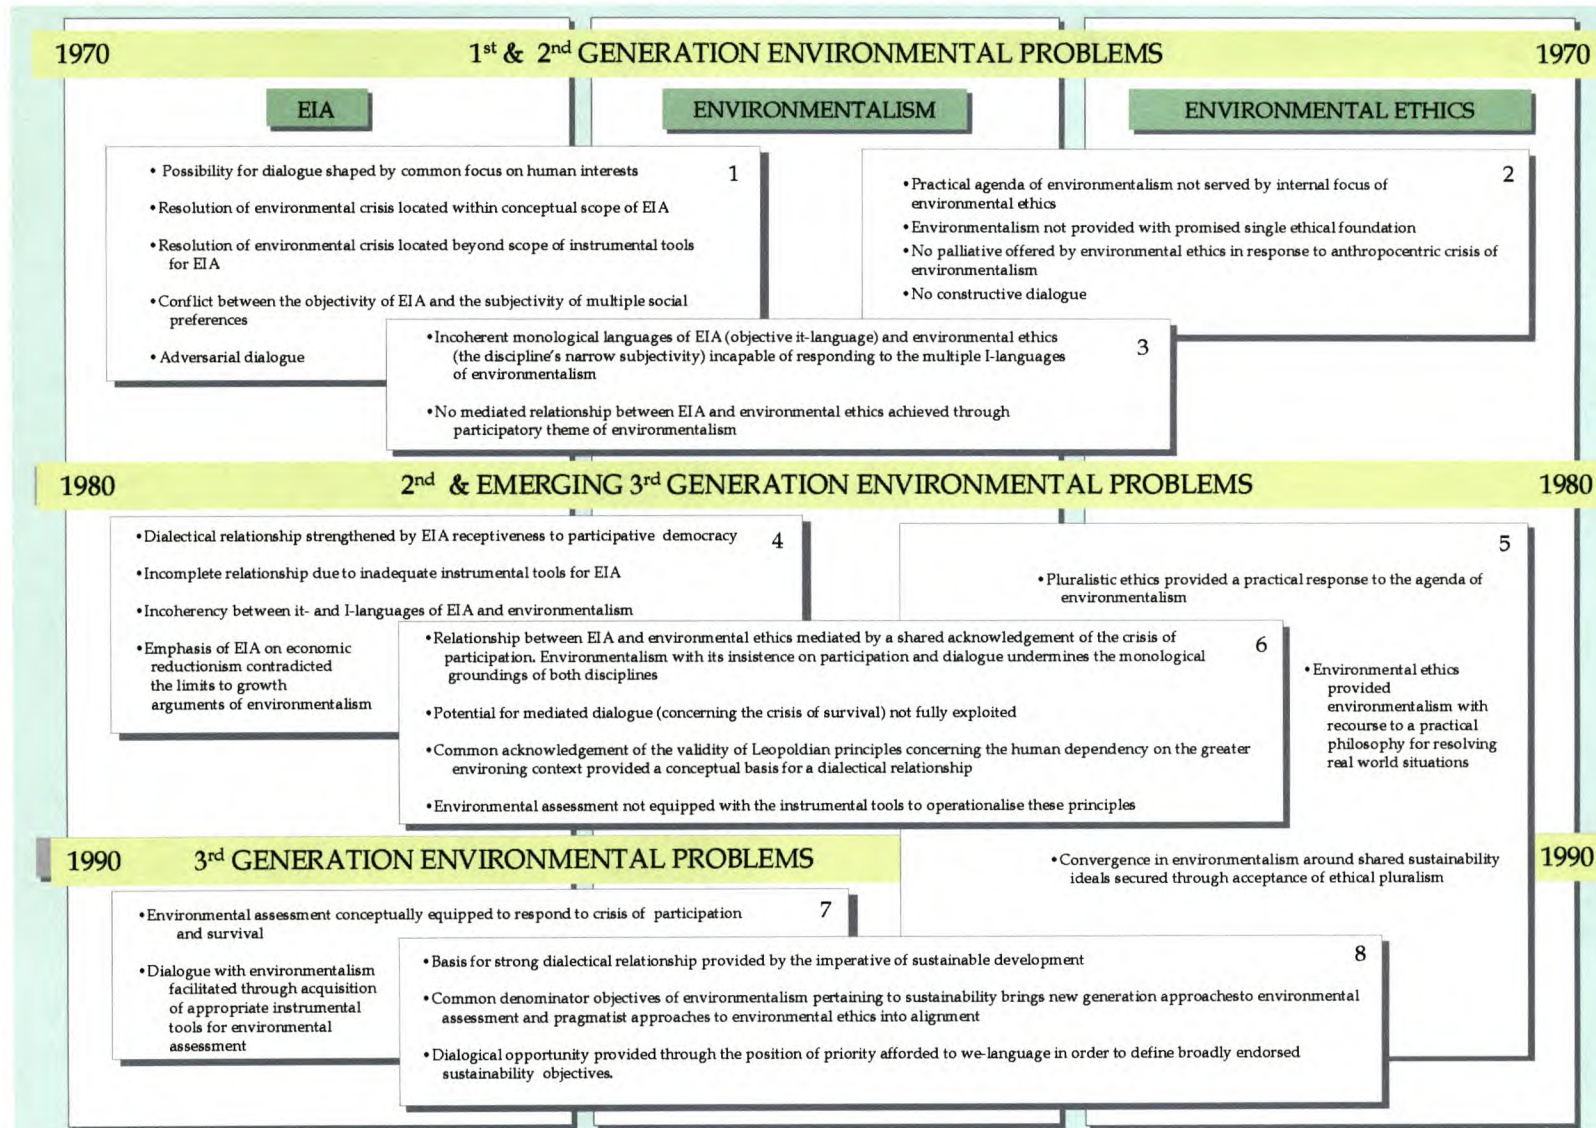 1970 1st & 2nd GENERATION ENVIRONMENTAL PROBLEMS 1970
EIA
ENVIRONMENTALISM
ENVIRONMENTAL ETHICS
1
• Possibility for dialogue shaped by common focus on human interests
• Resolution of environmental crisis located within conceptual scope of EIA
• Resolution of environmental crisis located beyond scope of instrumental tools
for EIA
• Conflict between the objectivity of EIA and the subjectivity of multiple social
preferences
• Adversarial dialogue
2
• Practical agenda of environmentalism not served by internal focus of
environmental ethics
• Environmentalism not provided with promised single ethical foundation
• No palliative offered by environmental ethics in response to anthropocentric crisis of
environmentalism
• No constructive dialogue
3
• Incoherent monological languages of EIA (objective it-language) and environmental ethics
(the discipline's narrow subjectivity) incapable of responding to the multiple I-languages
of environmentalism
• No mediated relationship between EIA and environmental ethics achieved through
participatory theme of environmentalism
1980 2nd & EMERGING 3rd GENERATION ENVIRONMENTAL PROBLEMS 1980
4
• Dialectical relationship strengthened by EIA receptiveness to participative democracy
• Incomplete relationship due to inadequate instrumental tools for EIA
• Incoherency between it- and I-languages of EIA and environmentalism
• Emphasis of EIA on economic
reductionism contradicted
the limits to growth
arguments of environmentalism
5
• Pluralistic ethics provided a practical response to the agenda of
environmentalism
• Environmental ethics
provided
environmentalism with
recourse to a practical
philosophy for resolving
real world situations
• Convergence in environmentalism around shared sustainability
ideals secured through acceptance of ethical pluralism
6
• Relationship between EIA and environmental ethics mediated by a shared acknowledgement of the crisis of
participation. Environmentalism with its insistence on participation and dialogue undermines the monological
groundings of both disciplines
• Potential for mediated dialogue (concerning the crisis of survival) not fully exploited
• Common acknowledgement of the validity of Leopoldian principles concerning the human dependency on the greater
environing context provided a conceptual basis for a dialectical relationship
• Environmental assessment not equipped with the instrumental tools to operationalise these principles
1990 3rd GENERATION ENVIRONMENTAL PROBLEMS 1990
7
• Environmental assessment conceptually equipped to respond to crisis of participation
and survival
• Dialogue with environmentalism
facilitated through acquisition
of appropriate instrumental
tools for environmental
assessment
8
• Basis for strong dialectical relationship provided by the imperative of sustainable development
• Common denominator objectives of environmentalism pertaining to sustainability brings new generation approachesto environmental
assessment and pragmatist approaches to environmental ethics into alignment
• Dialogical opportunity provided through the position of priority afforded to we-language in order to define broadly endorsed
sustainability objectives.